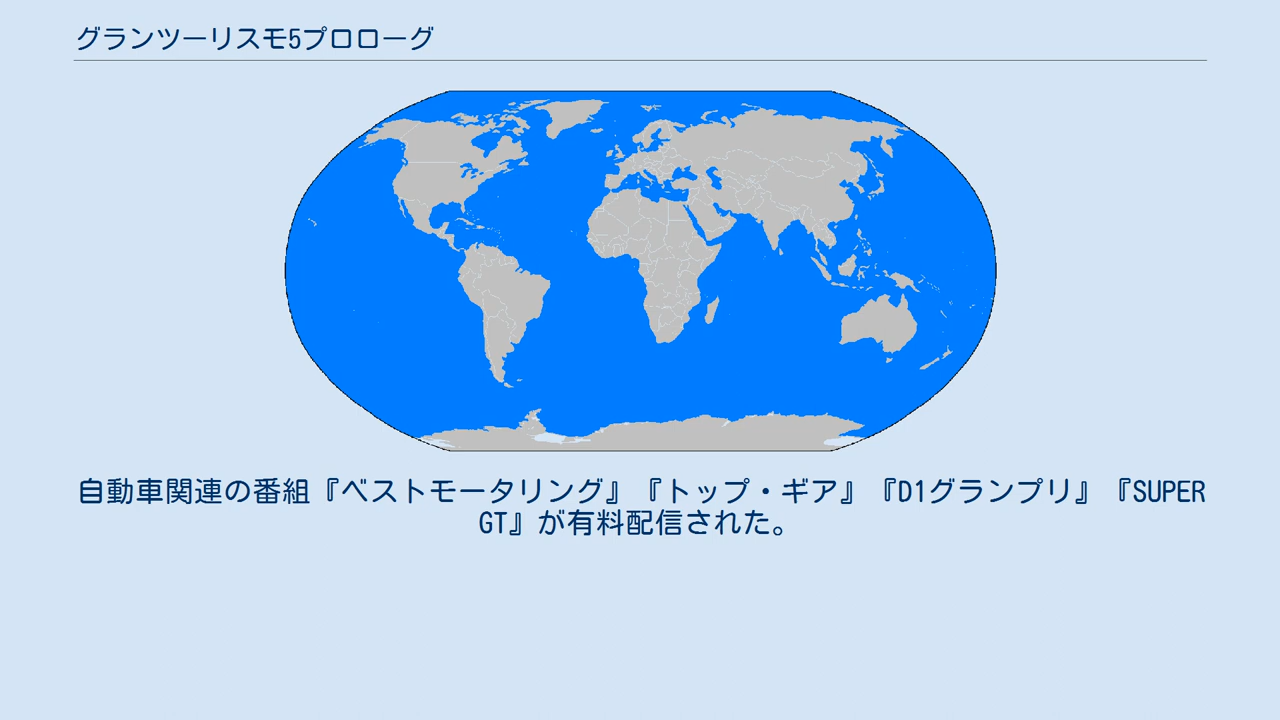 グランツーリスモ5プロローグ
自動車関連の番組『ベストモータリング』『トップ・ギア』『D1グランプリ』『SUPER
GT』が有料配信された。